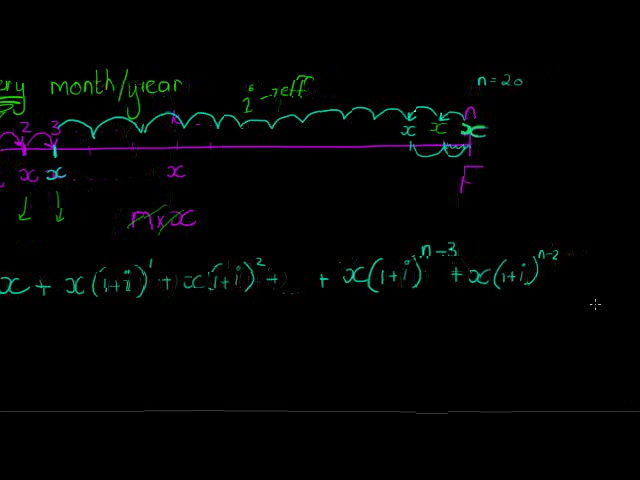 ery month/year
i → eff
n = 20
2 3 x x x n
x x x F
m × x
x + x(1+i)^1 + x(1+i)^2 + ... + x(1+i)^{n-3} + x(1+i)^{n-2}